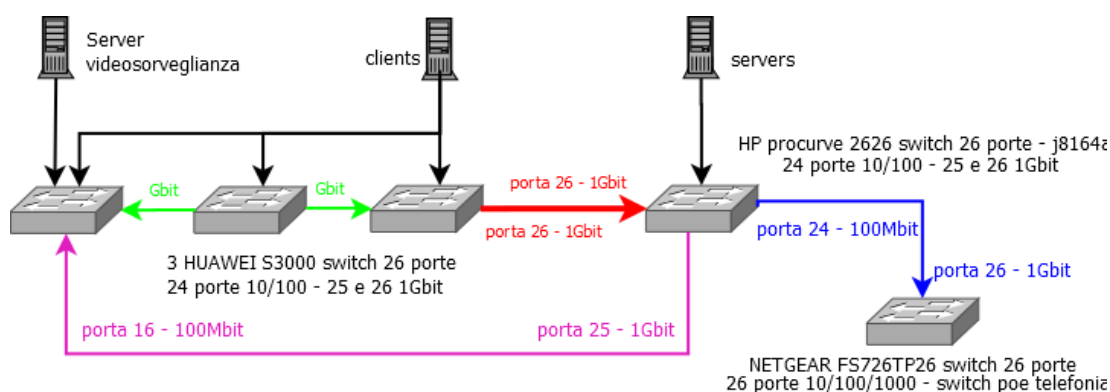 Server
videosorveglianza
clients
servers
HP procurve 2626 switch 26 porte - j8164a
24 porte 10/100 - 25 e 26 1Gbit
Gbit
Gbit
porta 26 - 1Gbit
porta 26 - 1Gbit
porta 24 - 100Mbit
porta 26 - 1Gbit
3 HUAWEI S3000 switch 26 porte
24 porte 10/100 - 25 e 26 1Gbit
porta 16 - 100Mbit
porta 25 - 1Gbit
NETGEAR FS726TP26 switch 26 porte
26 porte 10/100/1000 - switch poe telefonia